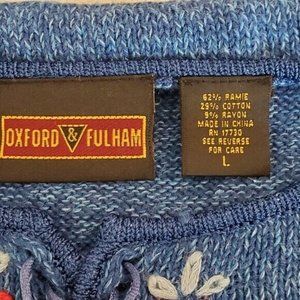 OXFORD & FULHAM
62% RAMIE
29% COTTON
9% RAYON
MADE IN CHINA
RN 17730
SEE REVERSE
FOR CARE
L